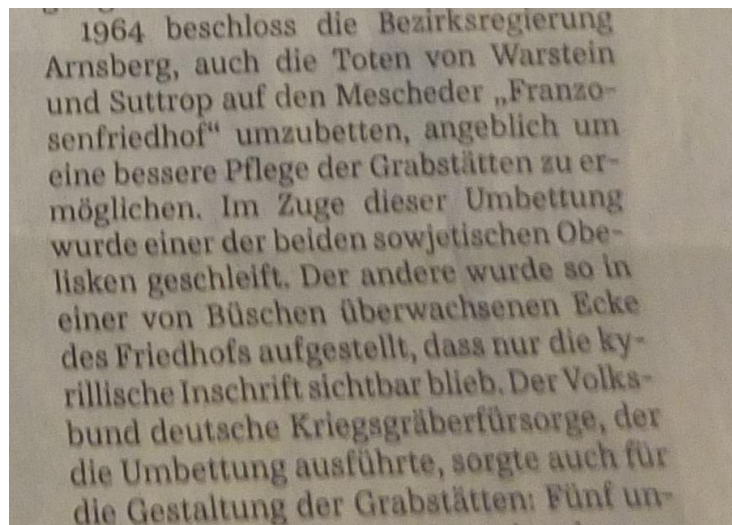 1964 beschloss die Bezirksregierung
Arnsberg, auch die Toten von Warstein
und Suttrop auf den Mescheder „Franzo-
senfriedhof“ umzubetten, angeblich um
eine bessere Pflege der Grabstätten zu er-
möglichen. Im Zuge dieser Umbettung
wurde einer der beiden sowjetischen Obe-
lisken geschleift. Der andere wurde so in
einer von Büschen überwachsenen Ecke
des Friedhofs aufgestellt, dass nur die ky-
rillische Inschrift sichtbar blieb. Der Volks-
bund deutsche Kriegsgräberfürsorge, der
die Umbettung ausführte, sorgte auch für
die Gestaltung der Grabstätten: Fünf un-